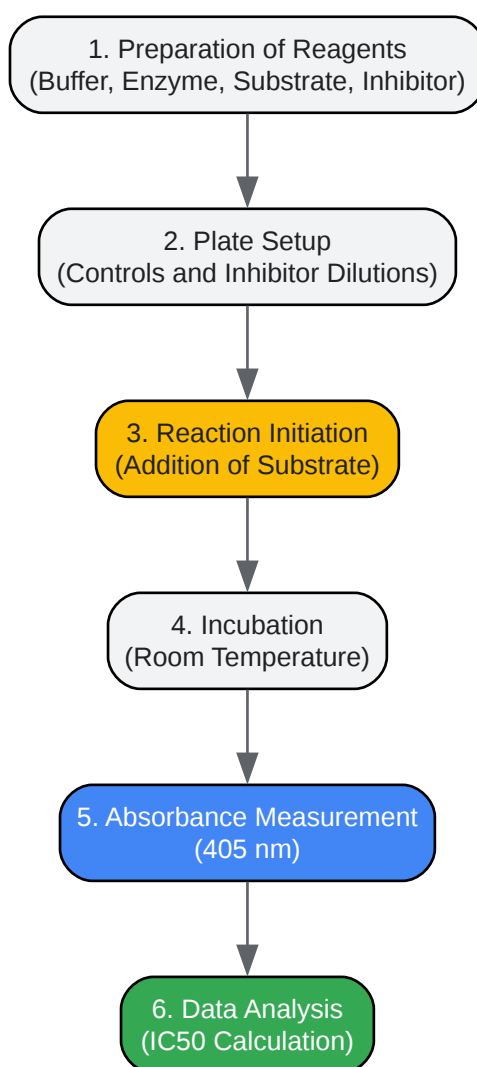 1. Preparation of Reagents
(Buffer, Enzyme, Substrate, Inhibitor)
2. Plate Setup
(Controls and Inhibitor Dilutions)
3. Reaction Initiation
(Addition of Substrate)
4. Incubation
(Room Temperature)
5. Absorbance Measurement
(405 nm)
6. Data Analysis
(IC50 Calculation)